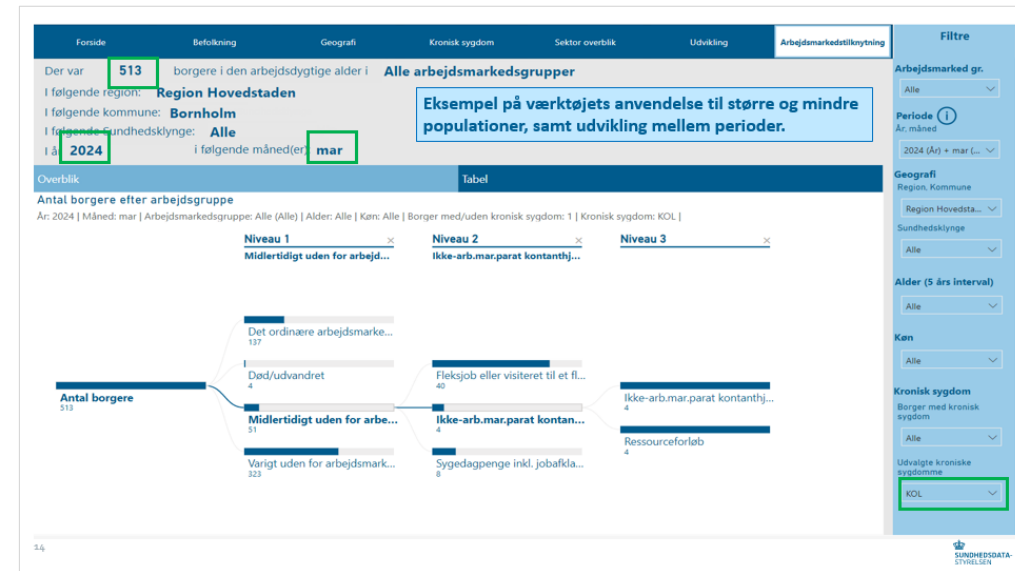 Forside Befolkning Geografi Kronisk sygdom Sektor overblik Udvikling Arbejdsmarkedstilknytning
Der var 513 borgere i den arbejdsdygtige alder i Alle arbejdsmarkedsgrupper
I følgende region: Region Hovedstaden
I følgende kommune: Bornholm
I følgende Sundhedsklynge: Alle
I år 2024 i følgende måned(er) mar
Eksempel på værktøjets anvendelse til større og mindre
populationer, samt udvikling mellem perioder.
Overblik Tabel
Antal borgere efter arbejdsgruppe
År: 2024 | Måned: mar | Arbejdsmarkedsgruppe: Alle (Alle) | Alder: Alle | Køn: Alle | Borger med/uden kronisk sygdom: 1 | Kronisk sygdom: KOL |
Niveau 1 × Niveau 2 × Niveau 3 ×
Midlertidigt uden for arbejd... Ikke-arb.mar.parat kontanthj...
Antal borgere
513
Det ordinære arbejdsmarke...
137
Død/udvandret
4
Midlertidigt uden for arbe...
51
Varigt uden for arbejdsmark...
323
Fleksjob eller visiteret til et fl...
40
Ikke-arb.mar.parat kontan...
4
Sygedagpenge inkl. jobafkla...
8
Ikke-arb.mar.parat kontanthj...
4
Ressourceforløb
4
Filtre
Arbejdsmarked gr.
Alle
Periode i
År, måned
2024 (År) + mar (...
Geografi
Region, Kommune
Region Hovedsta...
Sundhedsklynge
Alle
Alder (5 års interval)
Alle
Køn
Alle
Kronisk sygdom
Borger med kronisk
sygdom
Alle
Udvalgte kroniske
sygdomme
KOL
14
SUNDHEDSDATA-
STYRELSEN